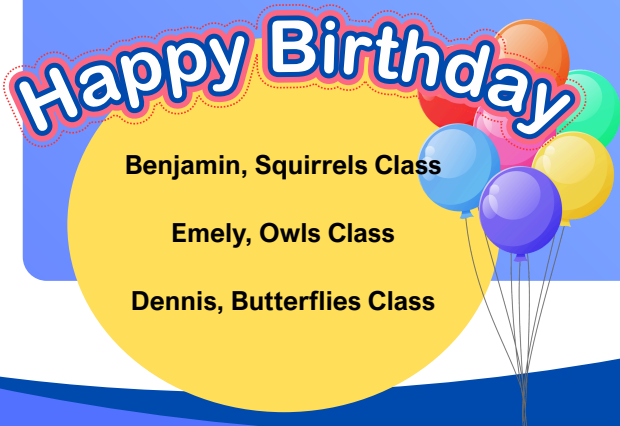 Happy Birthday
Benjamin, Squirrels Class
Emely, Owls Class
Dennis, Butterflies Class